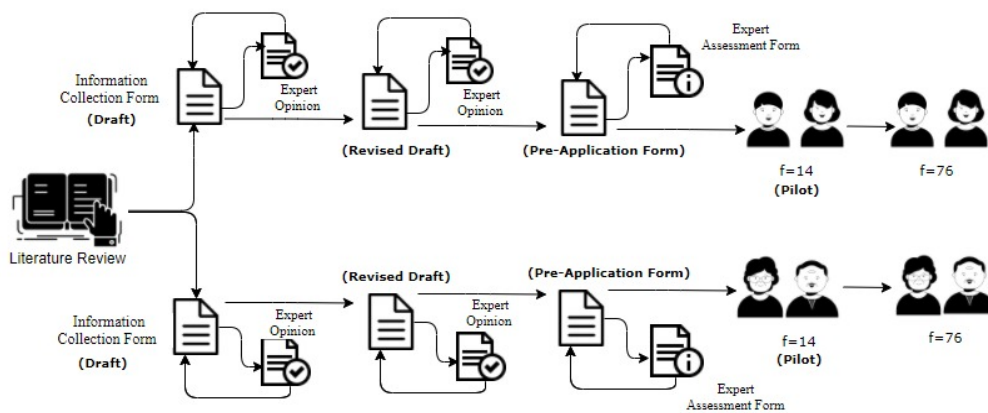 Expert
Assessment Form
Information
Collection Form
(Draft)
Expert
Opinion
Expert
Opinion
(Revised Draft)
(Pre-Application Form)
f=14
(Pilot)
f=76
Literature Review
(Revised Draft)
(Pre-Application Form)
Information
Collection Form
(Draft)
Expert
Opinion
Expert
Opinion
f=14
(Pilot)
f=76
Expert
Assessment Form